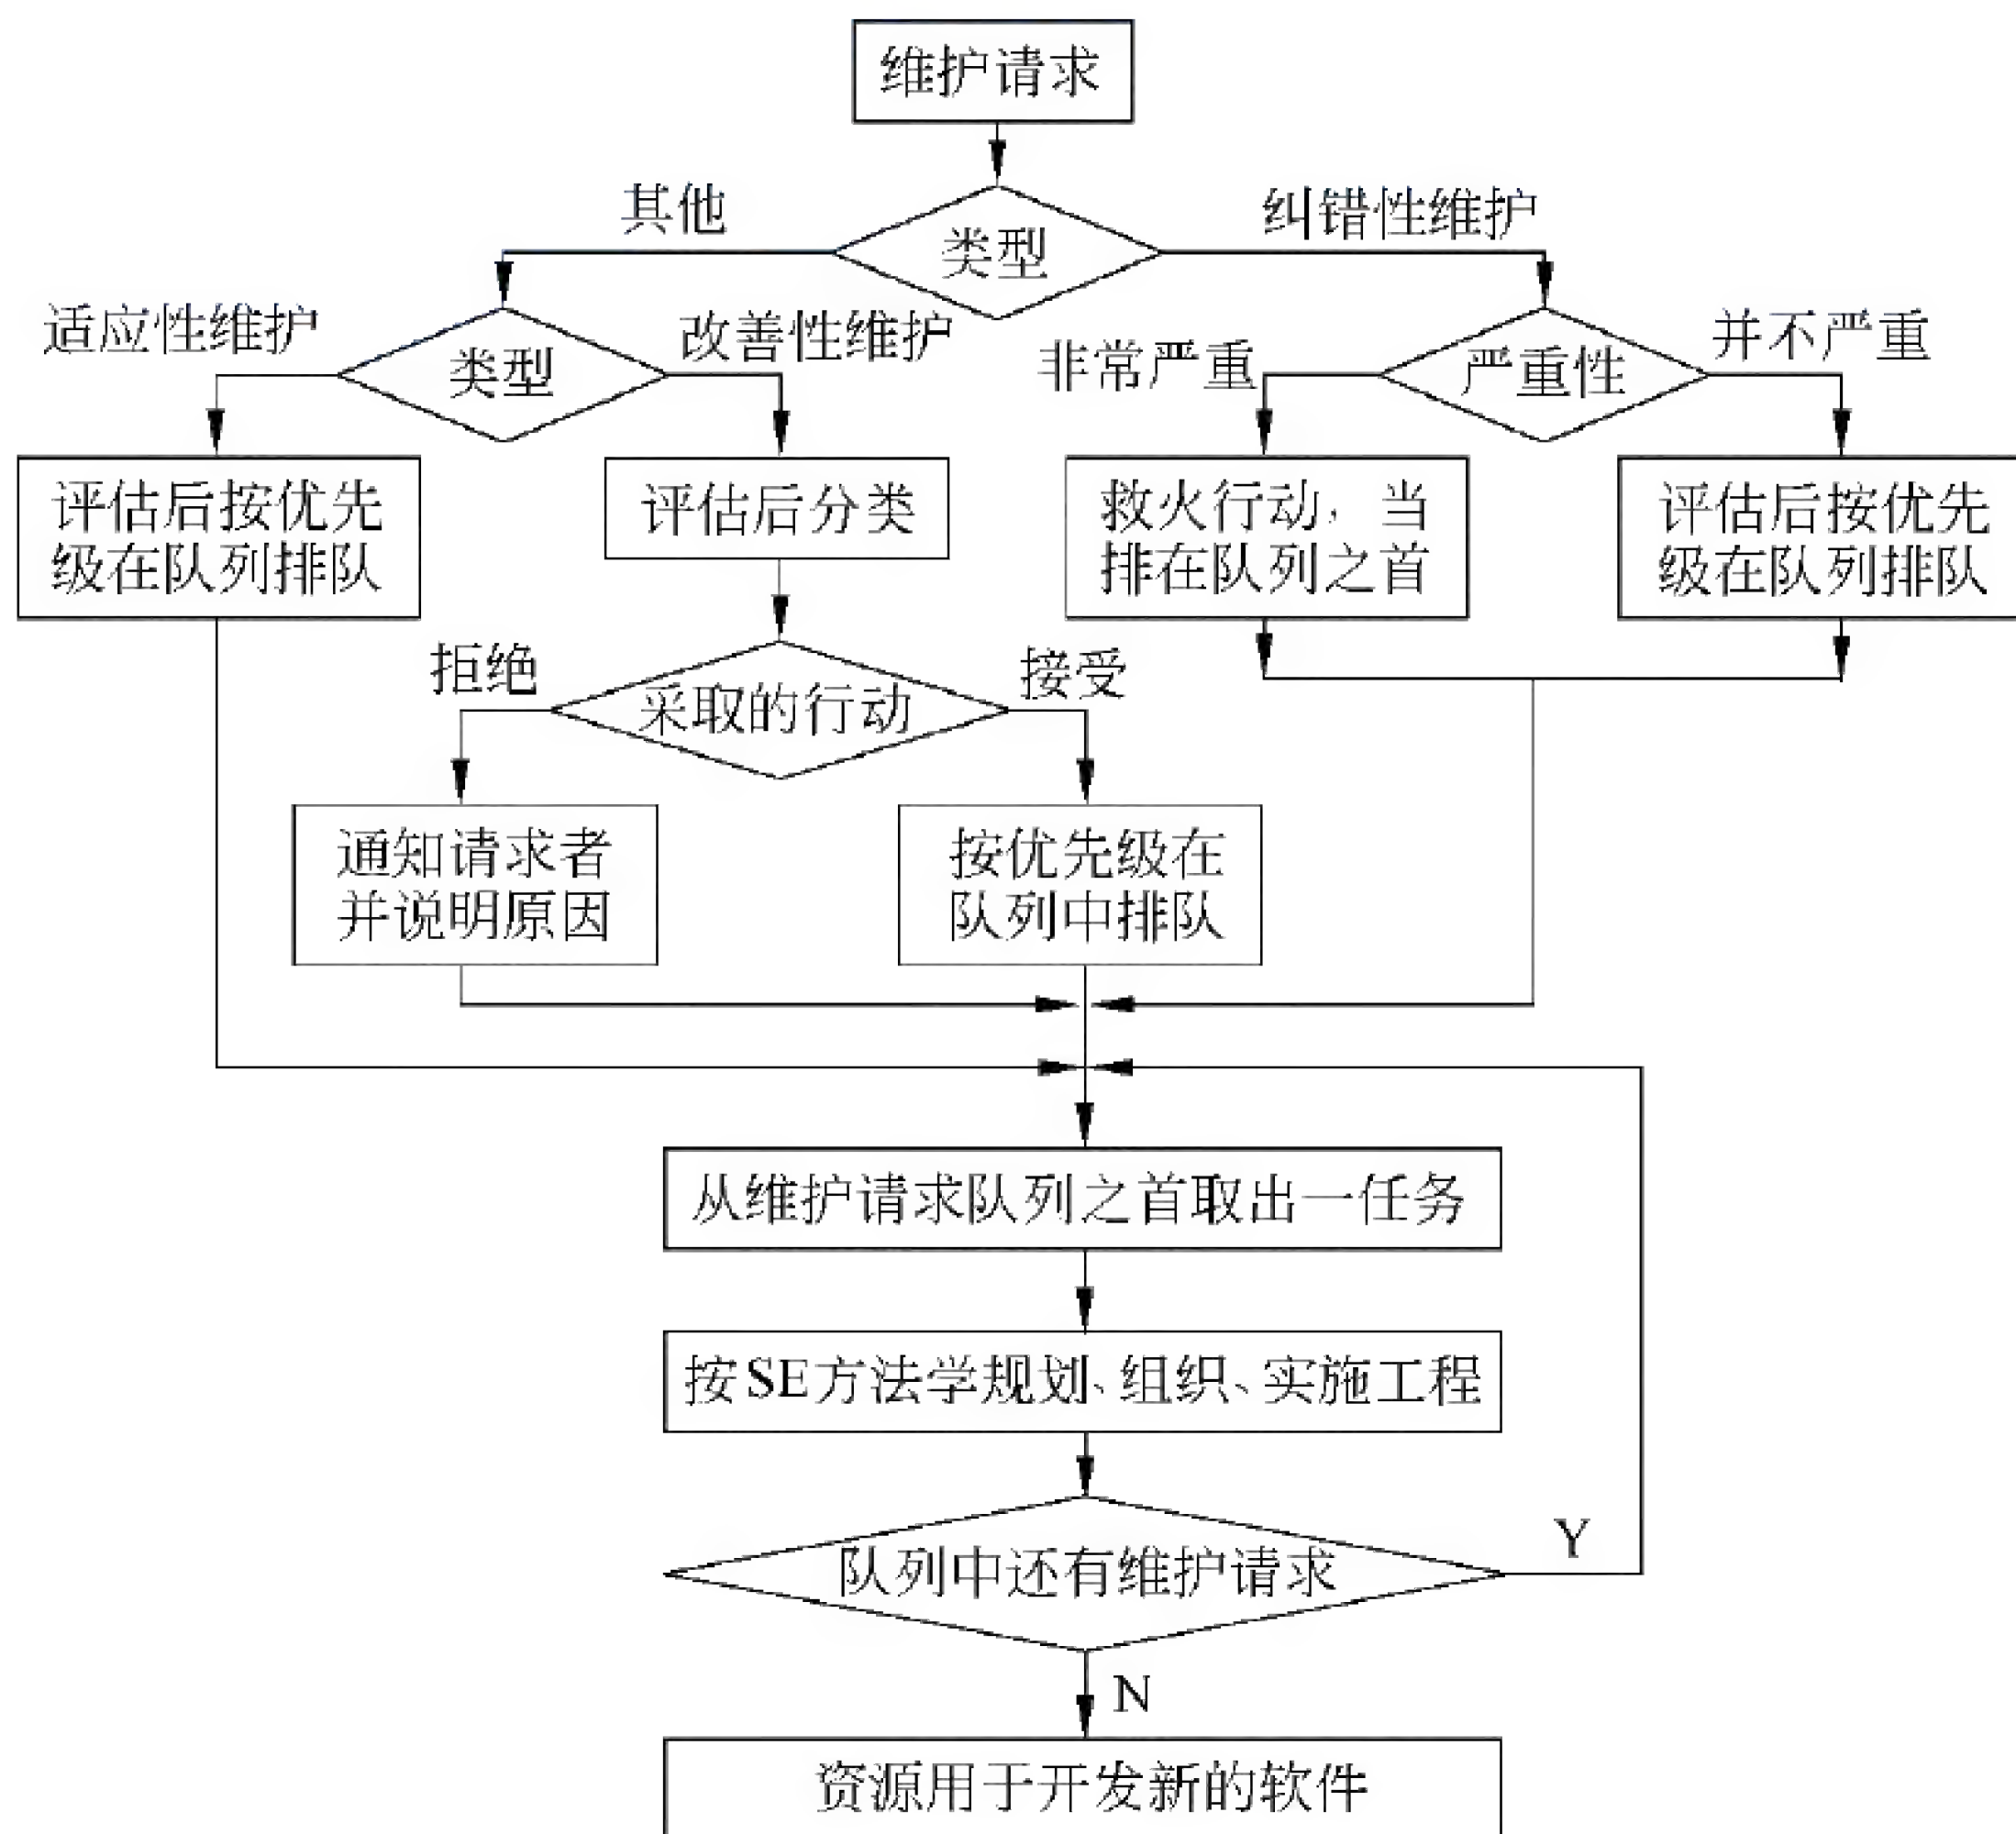 维护请求
其他
纠错性维护
类型
适应性维护
改善性维护
类型
非常严重
严重性
并不严重
评估后按优先
级在队列排队
评估后分类
救火行动，当
排在队列之首
评估后按优先
级在队列排队
拒绝
采取的行动
接受
通知请求者
并说明原因
按优先级在
队列中排队
从维护请求队列之首取出一任务
按SE方法学规划、组织、实施工程
队列中还有维护请求
Y
N
资源用于开发新的软件